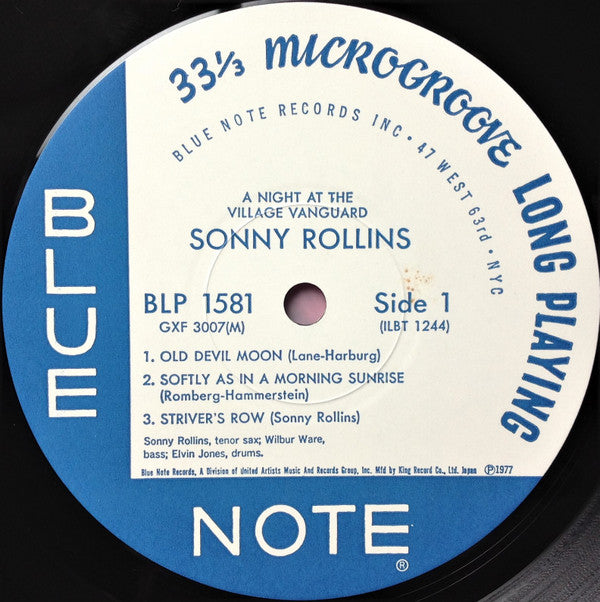 33⅓ MICROGROOVE LONG PLAYING
BLUE NOTE RECORDS INC • 47 WEST 63rd • NYC
A NIGHT AT THE
VILLAGE VANGUARD
SONNY ROLLINS
BLP 1581
GXF 3007(M)
Side 1
(ILBT 1244)
1. OLD DEVIL MOON (Lane-Harburg)
2. SOFTLY AS IN A MORNING SUNRISE
(Romberg-Hammerstein)
3. STRIVER'S ROW (Sonny Rollins)
Sonny Rollins, tenor sax; Wilbur Ware,
bass; Elvin Jones, drums.
Blue Note Records, A Division of United Artists Music And Records Group, Inc. Mfd by King Record Co., Ltd. Japan ℗1977
BLUE
NOTE®